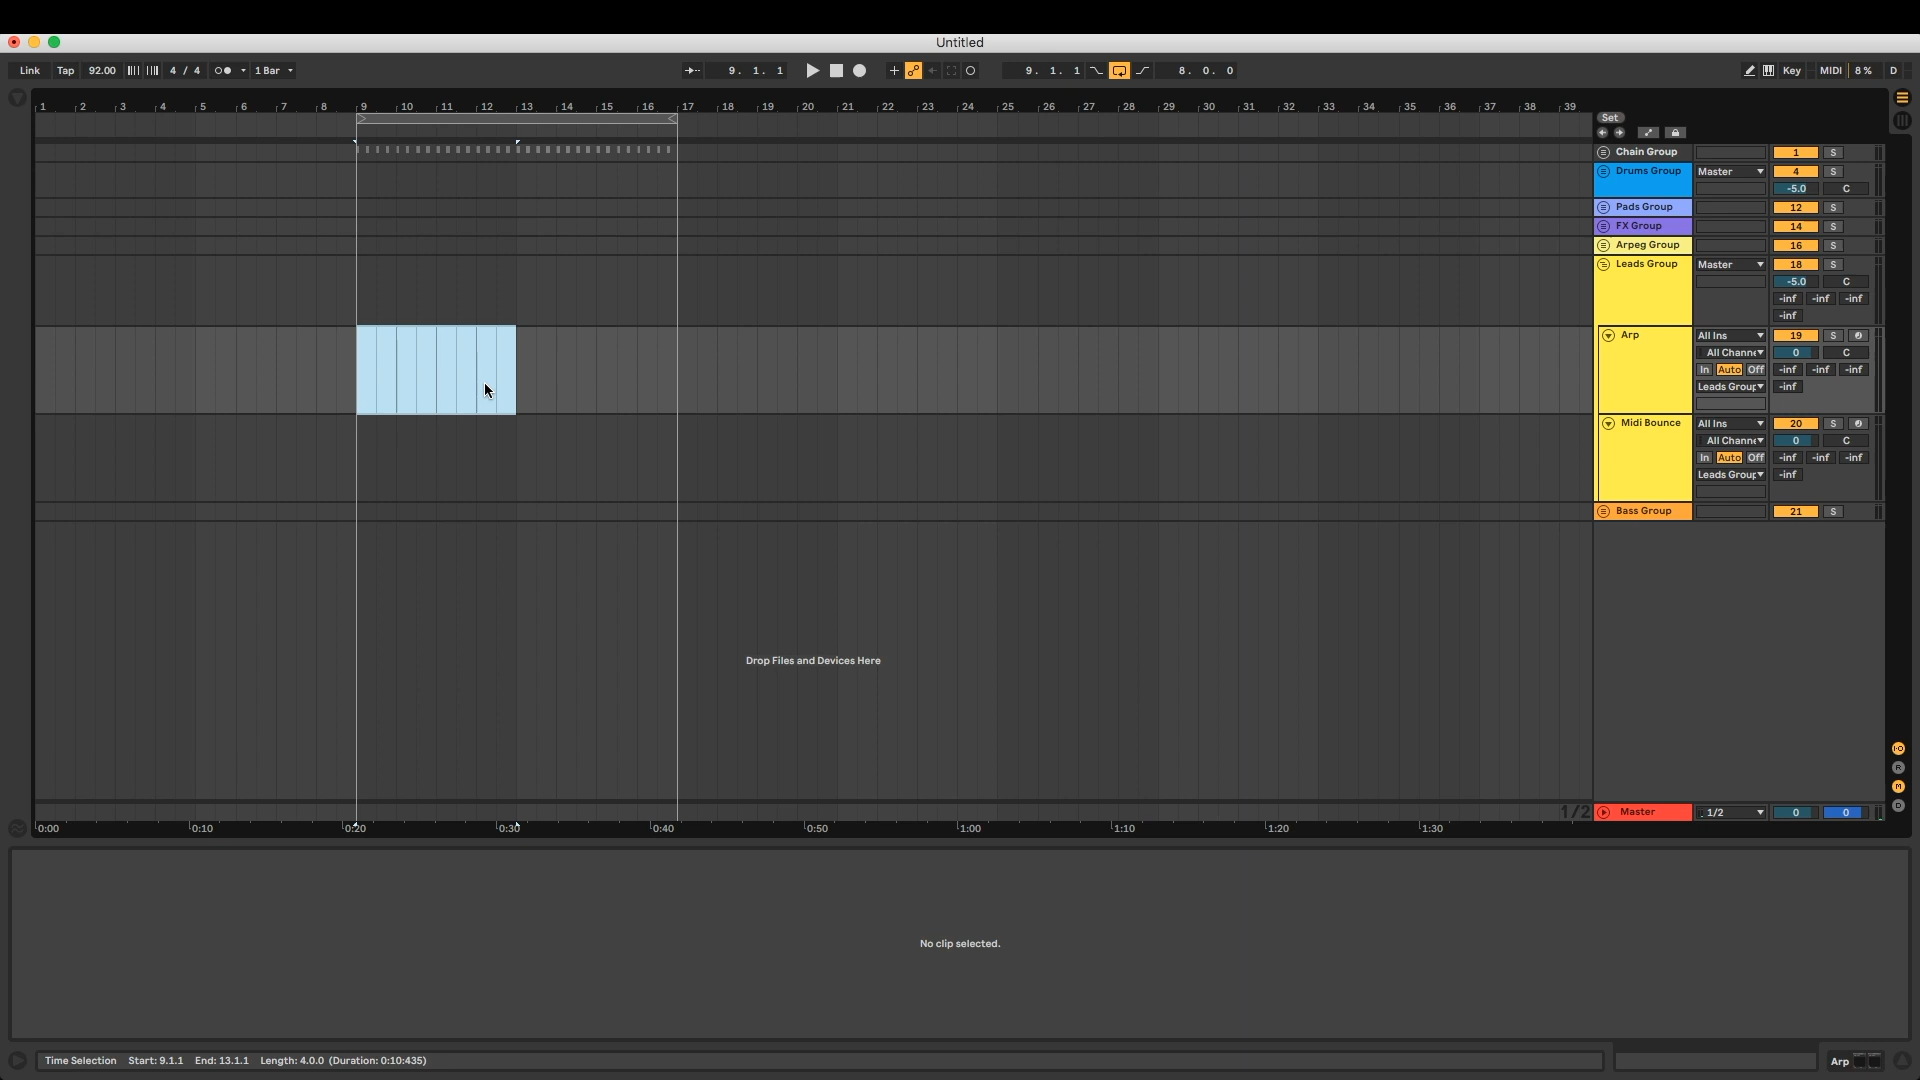 Untitled
Link Tap 92.00 4 / 4 1 Bar 9. 1. 1 9. 1. 1 8. 0. 0 Key MIDI 8 % D
1 2 3 4 5 6 7 8 9 10 11 12 13 14 15 16 17 18 19 20 21 22 23 24 25 26 27 28 29 30 31 32 33 34 35 36 37 38 39
Set
Chain Group 1 S
Drums Group Master 4 S
-5.0 C
Pads Group 12 S
FX Group 14 S
Arpeg Group 16 S
Leads Group Master 18 S
-5.0 C
-inf -inf -inf
-inf
Arp All Ins 19 S
All Channe 0 C
In Auto Off -inf -inf -inf
Leads Group -inf
Midi Bounce All Ins 20 S
All Channe 0 C
In Auto Off -inf -inf -inf
Leads Group -inf
Bass Group 21 S
Drop Files and Devices Here
I·O
R
M
D
1/2 Master 1/2 0 0
0:00 0:10 0:20 0:30 0:40 0:50 1:00 1:10 1:20 1:30
No clip selected.
Time Selection Start: 9.1.1 End: 13.1.1 Length: 4.0.0 (Duration: 0:10:435)
Arp